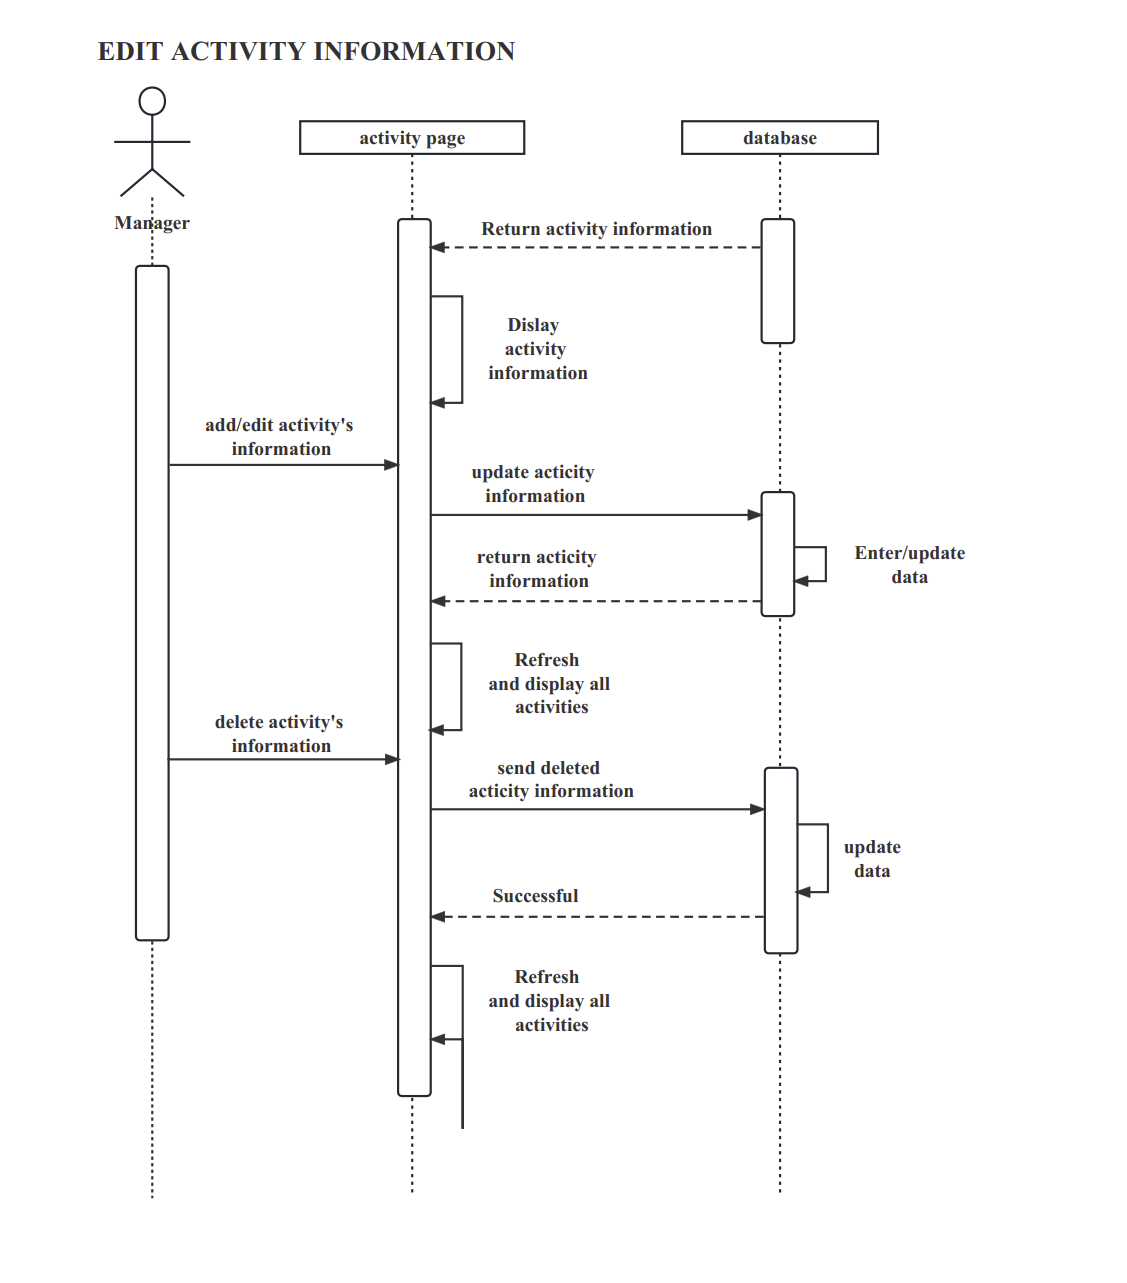 EDIT ACTIVITY INFORMATION
activity page
database
Manager
Return activity information
Dislay
activity
information
add/edit activity's
information
update acticity
information
return acticity
information
Enter/update
data
Refresh
and display all
activities
delete activity's
information
send deleted
acticity information
update
data
Successful
Refresh
and display all
activities